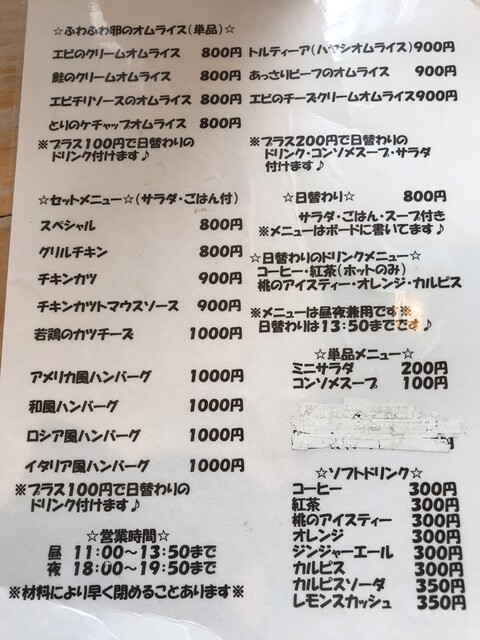 ☆ふわふわ卵のオムライス(単品)☆
エビのクリームオムライス 800円
鮭のクリームオムライス 800円
エビチリソースのオムライス 800円
とりのケチャップオムライス 800円
※プラス100円で日替わりの
ドリンク付けます♪
トルティーア(ハヤシオムライス)900円
あっさりビーフのオムライス 900円
エビのチーズクリームオムライス900円
※プラス200円で日替わりの
ドリンク・コンソメスープ・サラダ
付けます♪
☆セットメニュー☆(サラダ・ごはん付)
スペシャル 800円
グリルチキン 800円
チキンカツ 900円
チキンカツトマウスソース 900円
若鶏のカツチーズ 1000円
アメリカ風ハンバーグ 1000円
和風ハンバーグ 1000円
ロシア風ハンバーグ 1000円
イタリア風ハンバーグ 1000円
※プラス100円で日替わりの
ドリンク付けます♪
☆営業時間☆
昼 11:00~13:50まで
夜 18:00~19:50まで
※材料により早く閉めることあります※
☆日替わり☆ 800円
サラダ・ごはん・スープ付き
※メニューはボードに書いてます♪
☆日替わりのドリンクメニュー☆
コーヒー・紅茶(ホットのみ)
桃のアイスティー・オレンジ・カルピス
※メニューは昼夜兼用です※
日替わりは13:50までです♪
☆単品メニュー☆
ミニサラダ 200円
コンソメスープ 100円
☆ソフトドリンク☆
コーヒー 300円
紅茶 300円
桃のアイスティー 300円
オレンジ 300円
ジンジャーエール 300円
カルピス 300円
カルピスソーダ 350円
レモンスカッシュ 350円